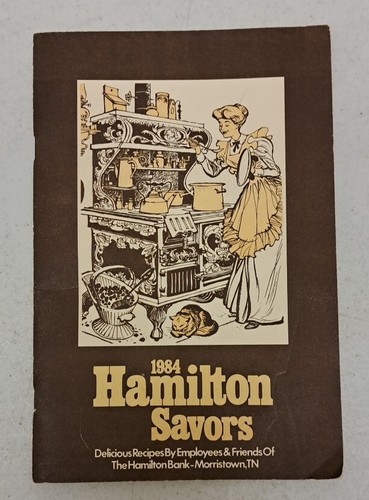 1984
Hamilton
Savors
Delicious Recipes By Employees & Friends Of
The Hamilton Bank-Morristown,TN